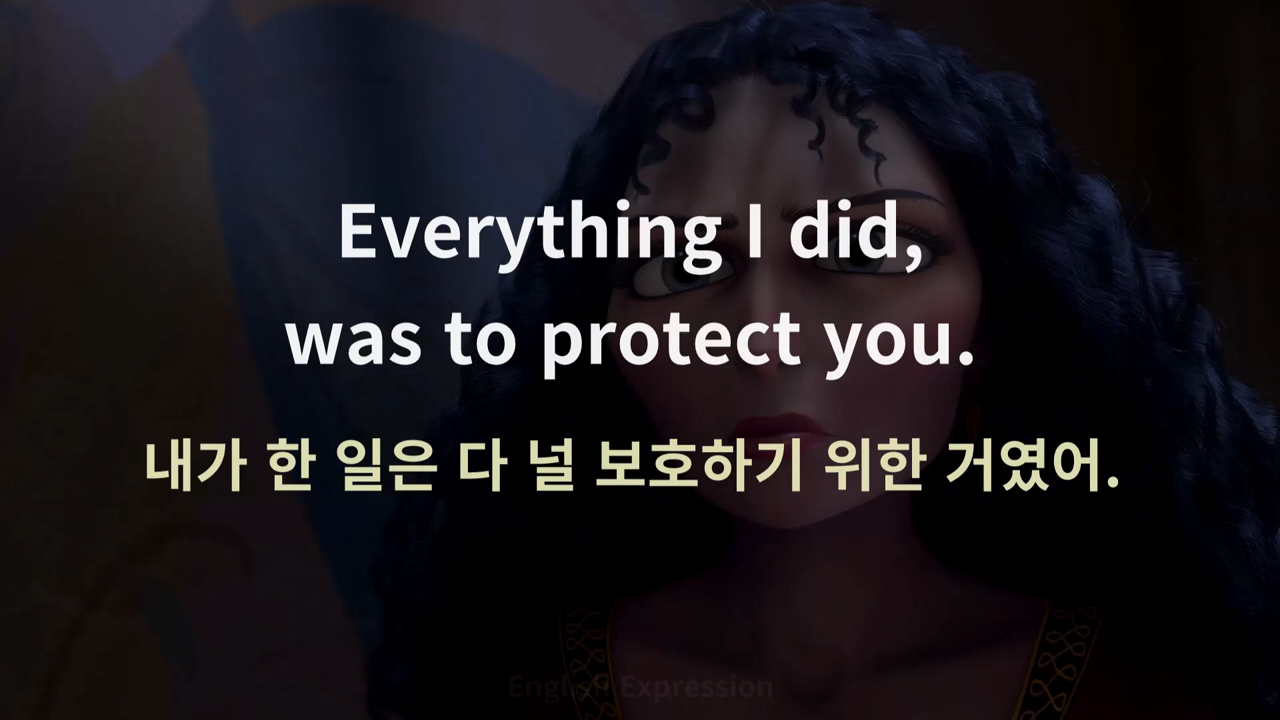 Everything I did,
was to protect you.
내가 한 일은 다 널 보호하기 위한 거였어.
English Expression